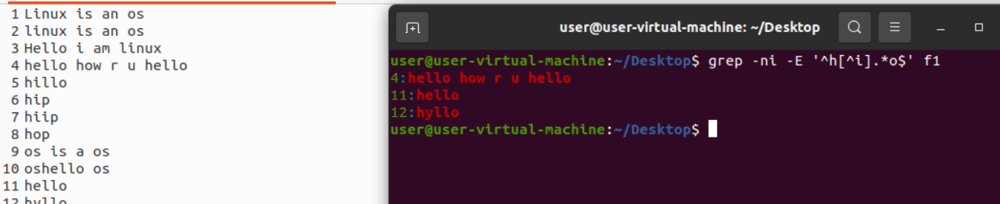 1 Linux is an os
2 linux is an os
3 Hello i am linux
4 hello how r u hello
5 hillo
6 hip
7 hiip
8 hop
9 os is a os
10 oshello os
11 hello
12 hyllo
user@user-virtual-machine: ~/Desktop
user@user-virtual-machine:~/Desktop$ grep -ni -E '^h[^i].*o$' f1
4:hello how r u hello
11:hello
12:hyllo
user@user-virtual-machine:~/Desktop$